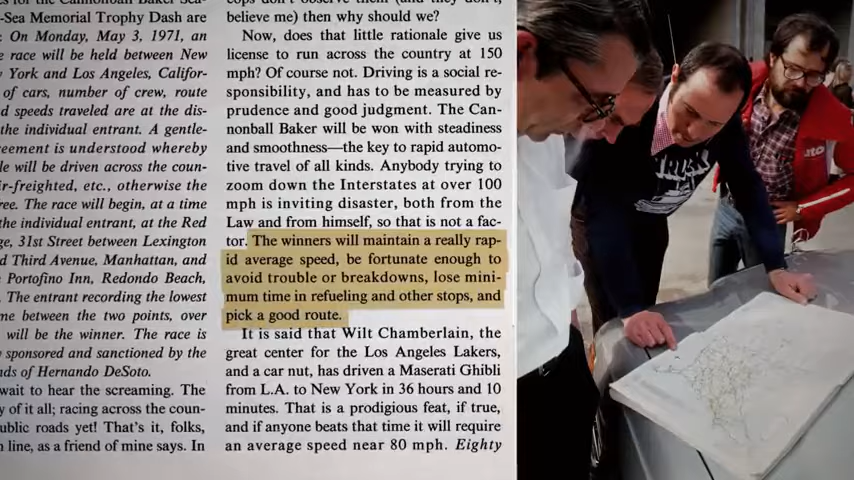 es for the Cannonball Baker Sea-
-Sea Memorial Trophy Dash are
: On Monday, May 3, 1971, an
e race will be held between New
v York and Los Angeles, Califor-
of cars, number of crew, route
d speeds traveled are at the dis-
the individual entrant. A gentle-
eement is understood whereby
le will be driven across the coun-
ir-freighted, etc., otherwise the
ree. The race will begin, at a time
the individual entrant, at the Red
ge, 31st Street between Lexington
d Third Avenue, Manhattan, and
Portofino Inn, Redondo Beach,
The entrant recording the lowest
me between the two points, over
will be the winner. The race is
y sponsored and sanctioned by the
nds of Hernando DeSoto.
wait to hear the screaming. The
y of it all; racing across the coun-
ublic roads yet! That's it, folks,
n line, as a friend of mine says. In
cops don't observe them (and they don't,
believe me) then why should we?
Now, does that little rationale give us
license to run across the country at 150
mph? Of course not. Driving is a social re-
sponsibility, and has to be measured by
prudence and good judgment. The Can-
nonball Baker will be won with steadiness
and smoothness—the key to rapid automo-
tive travel of all kinds. Anybody trying to
zoom down the Interstates at over 100
mph is inviting disaster, both from the
Law and from himself, so that is not a fac-
tor. The winners will maintain a really rap-
id average speed, be fortunate enough to
avoid trouble or breakdowns, lose mini-
mum time in refueling and other stops, and
pick a good route.
It is said that Wilt Chamberlain, the
great center for the Los Angeles Lakers,
and a car nut, has driven a Maserati Ghibli
from L.A. to New York in 36 hours and 10
minutes. That is a prodigious feat, if true,
and if anyone beats that time it will require
an average speed near 80 mph. Eighty